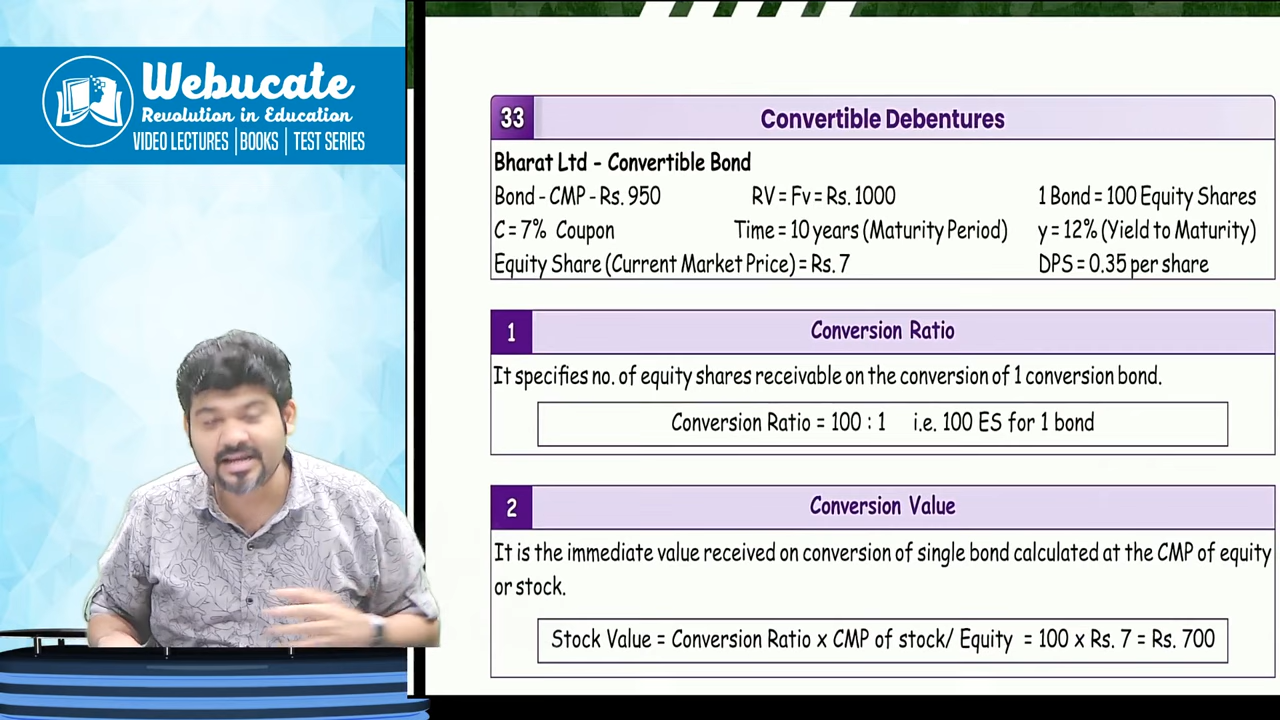 Webucate
Revolution in Education
VIDEO LECTURES | BOOKS | TEST SERIES
33 Convertible Debentures
Bharat Ltd - Convertible Bond
Bond - CMP - Rs. 950 RV = Fv = Rs. 1000 1 Bond = 100 Equity Shares
C = 7% Coupon Time = 10 years (Maturity Period) y = 12% (Yield to Maturity)
Equity Share (Current Market Price) = Rs. 7 DPS = 0.35 per share
1 Conversion Ratio
It specifies no. of equity shares receivable on the conversion of 1 conversion bond.
Conversion Ratio = 100 : 1 i.e. 100 ES for 1 bond
2 Conversion Value
It is the immediate value received on conversion of single bond calculated at the CMP of equity
or stock.
Stock Value = Conversion Ratio x CMP of stock/ Equity = 100 x Rs. 7 = Rs. 700